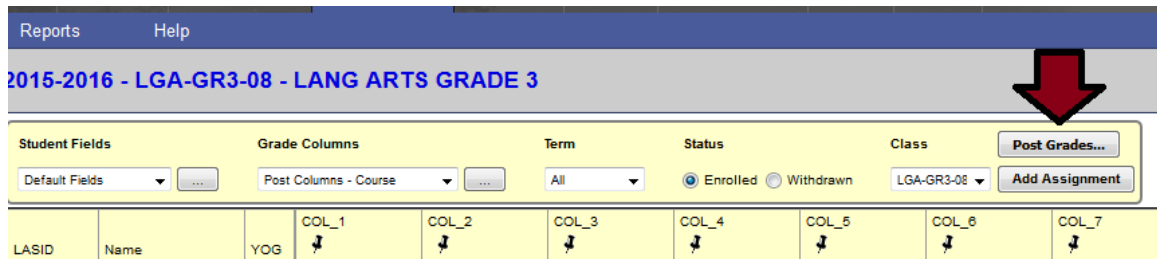 Reports Help
2015-2016 - LGA-GR3-08 - LANG ARTS GRADE 3
Student Fields Grade Columns Term Status Class Post Grades...
Default Fields ... Post Columns - Course ... All Enrolled Withdrawn LGA-GR3-08 Add Assignment
COL_1 COL_2 COL_3 COL_4 COL_5 COL_6 COL_7
LASID Name YOG